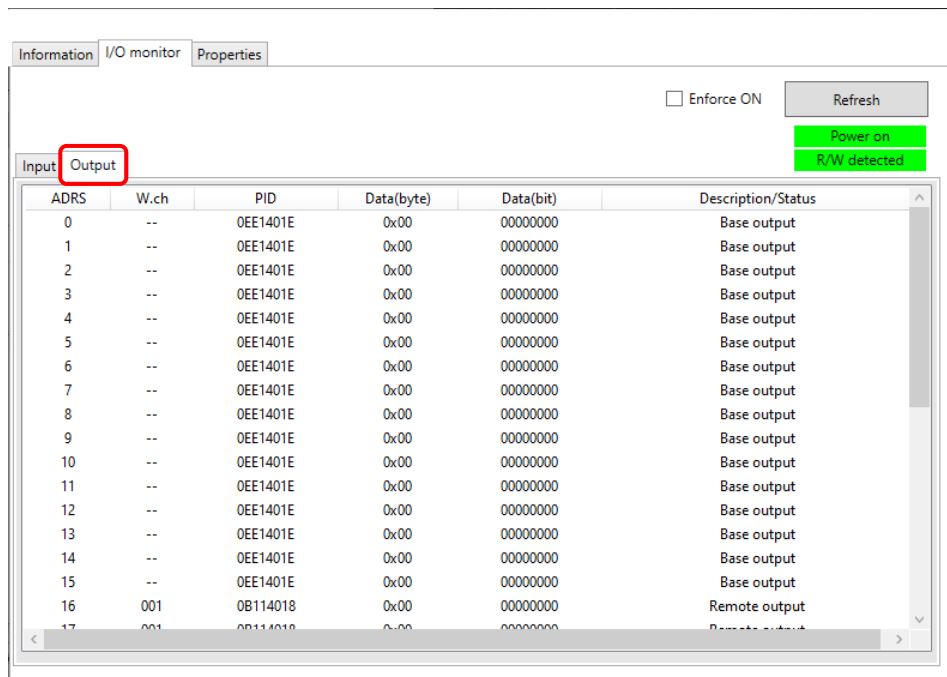 Information I/O monitor Properties
Enforce ON Refresh
Power on
R/W detected
Input Output
ADRS W.ch PID Data(byte) Data(bit) Description/Status
0 -- 0EE1401E 0x00 00000000 Base output
1 -- 0EE1401E 0x00 00000000 Base output
2 -- 0EE1401E 0x00 00000000 Base output
3 -- 0EE1401E 0x00 00000000 Base output
4 -- 0EE1401E 0x00 00000000 Base output
5 -- 0EE1401E 0x00 00000000 Base output
6 -- 0EE1401E 0x00 00000000 Base output
7 -- 0EE1401E 0x00 00000000 Base output
8 -- 0EE1401E 0x00 00000000 Base output
9 -- 0EE1401E 0x00 00000000 Base output
10 -- 0EE1401E 0x00 00000000 Base output
11 -- 0EE1401E 0x00 00000000 Base output
12 -- 0EE1401E 0x00 00000000 Base output
13 -- 0EE1401E 0x00 00000000 Base output
14 -- 0EE1401E 0x00 00000000 Base output
15 -- 0EE1401E 0x00 00000000 Base output
16 001 0B114018 0x00 00000000 Remote output